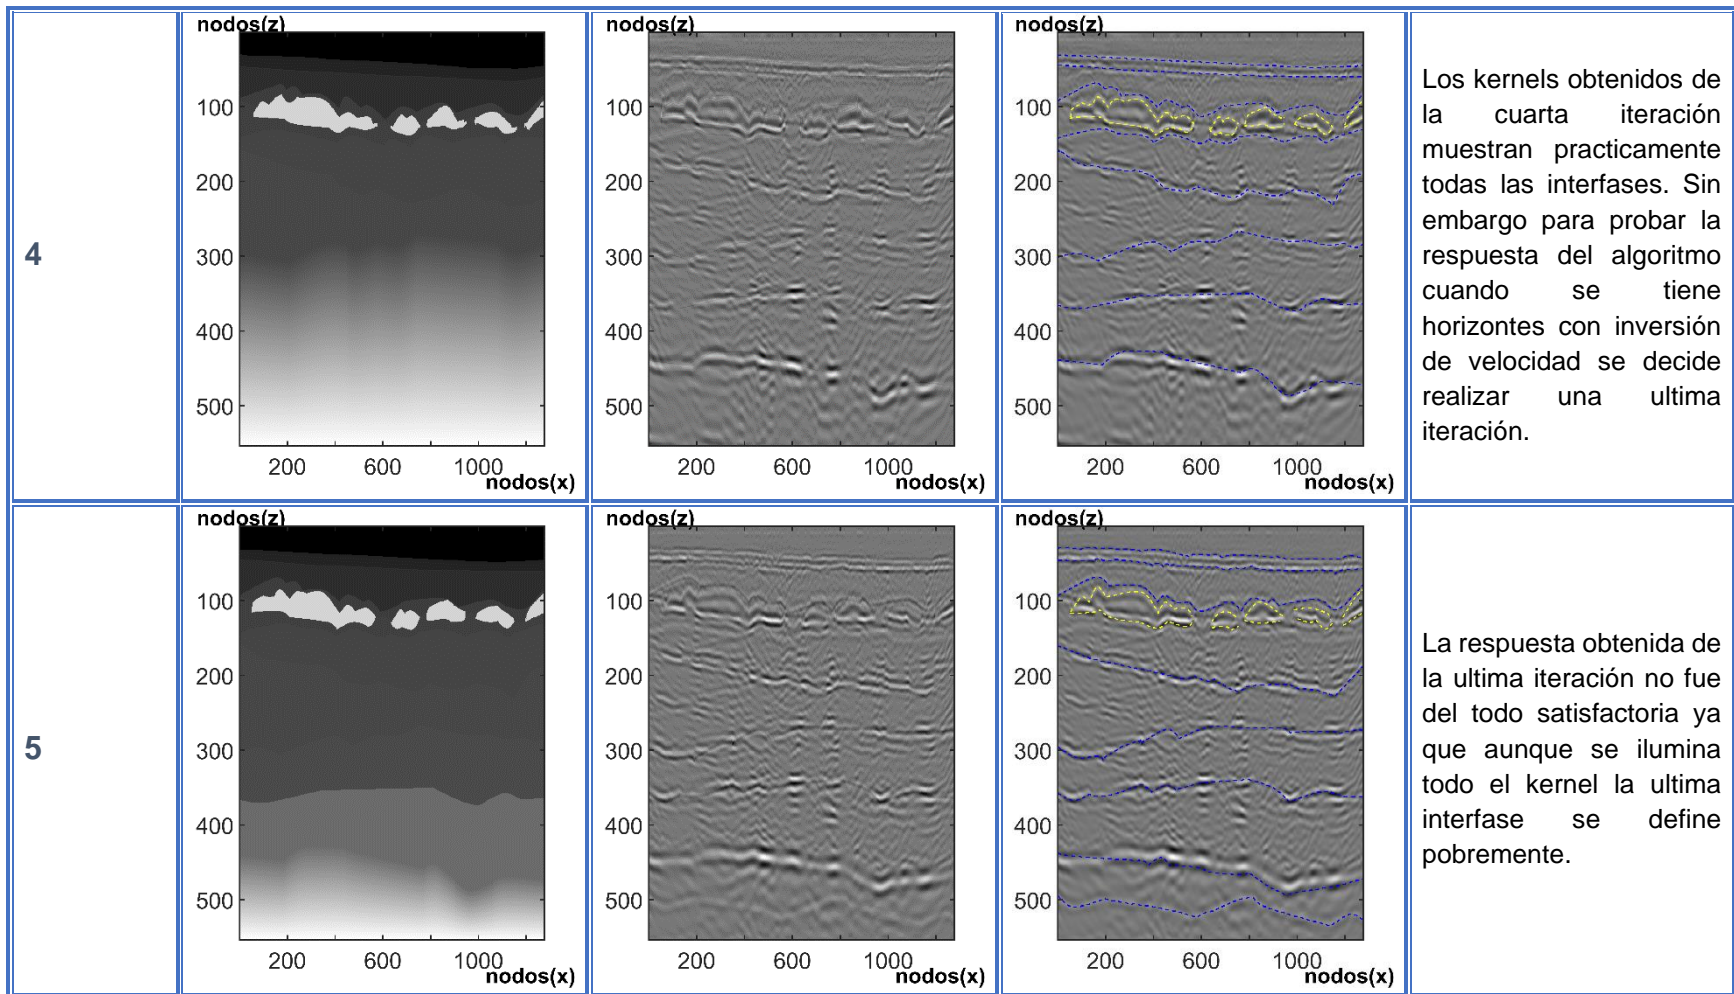 4
nodos(z)
100
200
300
400
500
200
600
1000
nodos(x)
nodos(z)
100
200
300
400
500
200
600
1000
nodos(x)
nodos(z)
100
200
300
400
500
200
600
1000
nodos(x)
Los kernels obtenidos de
la cuarta iteración
muestran practicamente
todas las interfases. Sin
embargo para probar la
respuesta del algoritmo
cuando se tiene
horizontes con inversión
de velocidad se decide
realizar una ultima
iteración.
5
nodos(z)
100
200
300
400
500
200
600
1000
nodos(x)
nodos(z)
100
200
300
400
500
200
600
1000
nodos(x)
nodos(z)
100
200
300
400
500
200
600
1000
nodos(x)
La respuesta obtenida de
la ultima iteración no fue
del todo satisfactoria ya
que aunque se ilumina
todo el kernel la ultima
interfase se define
pobremente.